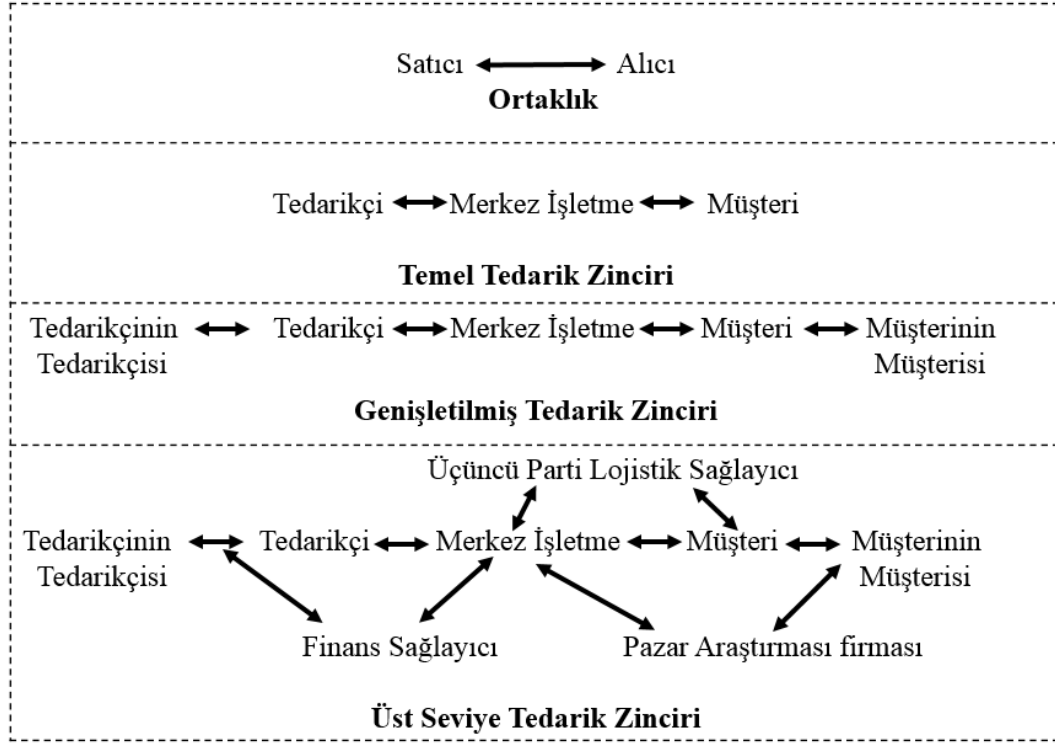 Satıcı Alıcı
Ortaklık
Tedarikçi Merkez İşletme Müşteri
Temel Tedarik Zinciri
Tedarikçinin Tedarikçi Merkez İşletme Müşteri Müşterinin
Tedarikçisi Müşterisi
Genişletilmiş Tedarik Zinciri
Üçüncü Parti Lojistik Sağlayıcı
Tedarikçinin Tedarikçi Merkez İşletme Müşteri Müşterinin
Tedarikçisi Müşterisi
Finans Sağlayıcı Pazar Araştırması firması
Üst Seviye Tedarik Zinciri